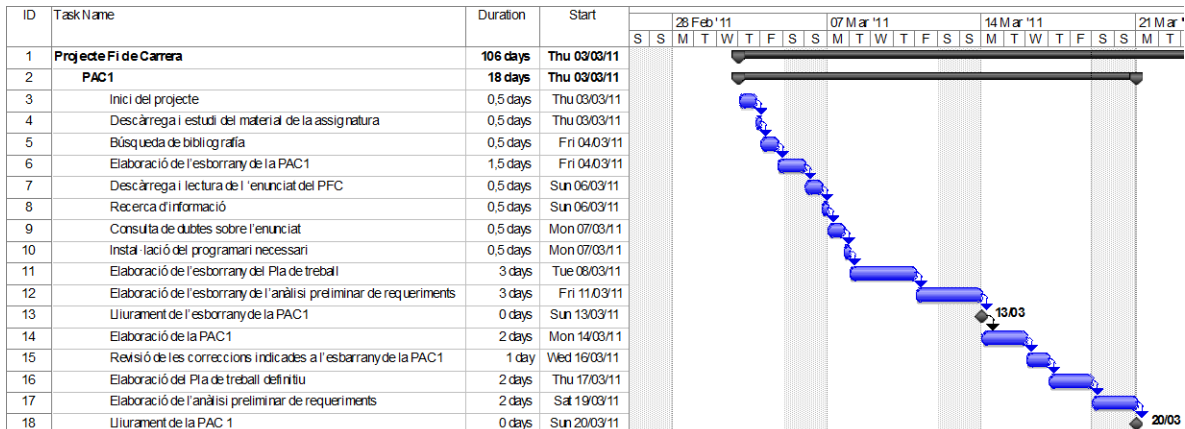 ID Task Name Duration Start 28 Feb '11 07 Mar '11 14 Mar '11 21 Mar '
S S M T W T F S S M T W T F S S M T W T F S S M T
1 Projecte Fi de Carrera 106 days Thu 03/03/11
2 PAC1 18 days Thu 03/03/11
3 Inici del projecte 0,5 days Thu 03/03/11
4 Descàrrega i estudi del material de la assignatura 0,5 days Thu 03/03/11
5 Búsqueda de bibliografía 0,5 days Fri 04/03/11
6 Elaboració de l'esborrany de la PAC1 1,5 days Fri 04/03/11
7 Descàrrega i lectura de l 'enunciat del PFC 0,5 days Sun 06/03/11
8 Recerca d'informació 0,5 days Sun 06/03/11
9 Consulta de dubtes sobre l'enunciat 0,5 days Mon 07/03/11
10 Instal·lació del programari necessari 0,5 days Mon 07/03/11
11 Elaboració de l'esborrany del Pla de treball 3 days Tue 08/03/11
12 Elaboració de l'esborrany de l'anàlisi preliminar de requeriments 3 days Fri 11/03/11
13 Lliurament de l'esborrany de la PAC1 0 days Sun 13/03/11 13/03
14 Elaboració de la PAC1 2 days Mon 14/03/11
15 Revisió de les correccions indicades a l'esbarrany de la PAC1 1 day Wed 16/03/11
16 Elaboració del Pla de treball definitiu 2 days Thu 17/03/11
17 Elaboració de l'anàlisi preliminar de requeriments 2 days Sat 19/03/11
18 Lliurament de la PAC 1 0 days Sun 20/03/11 20/03